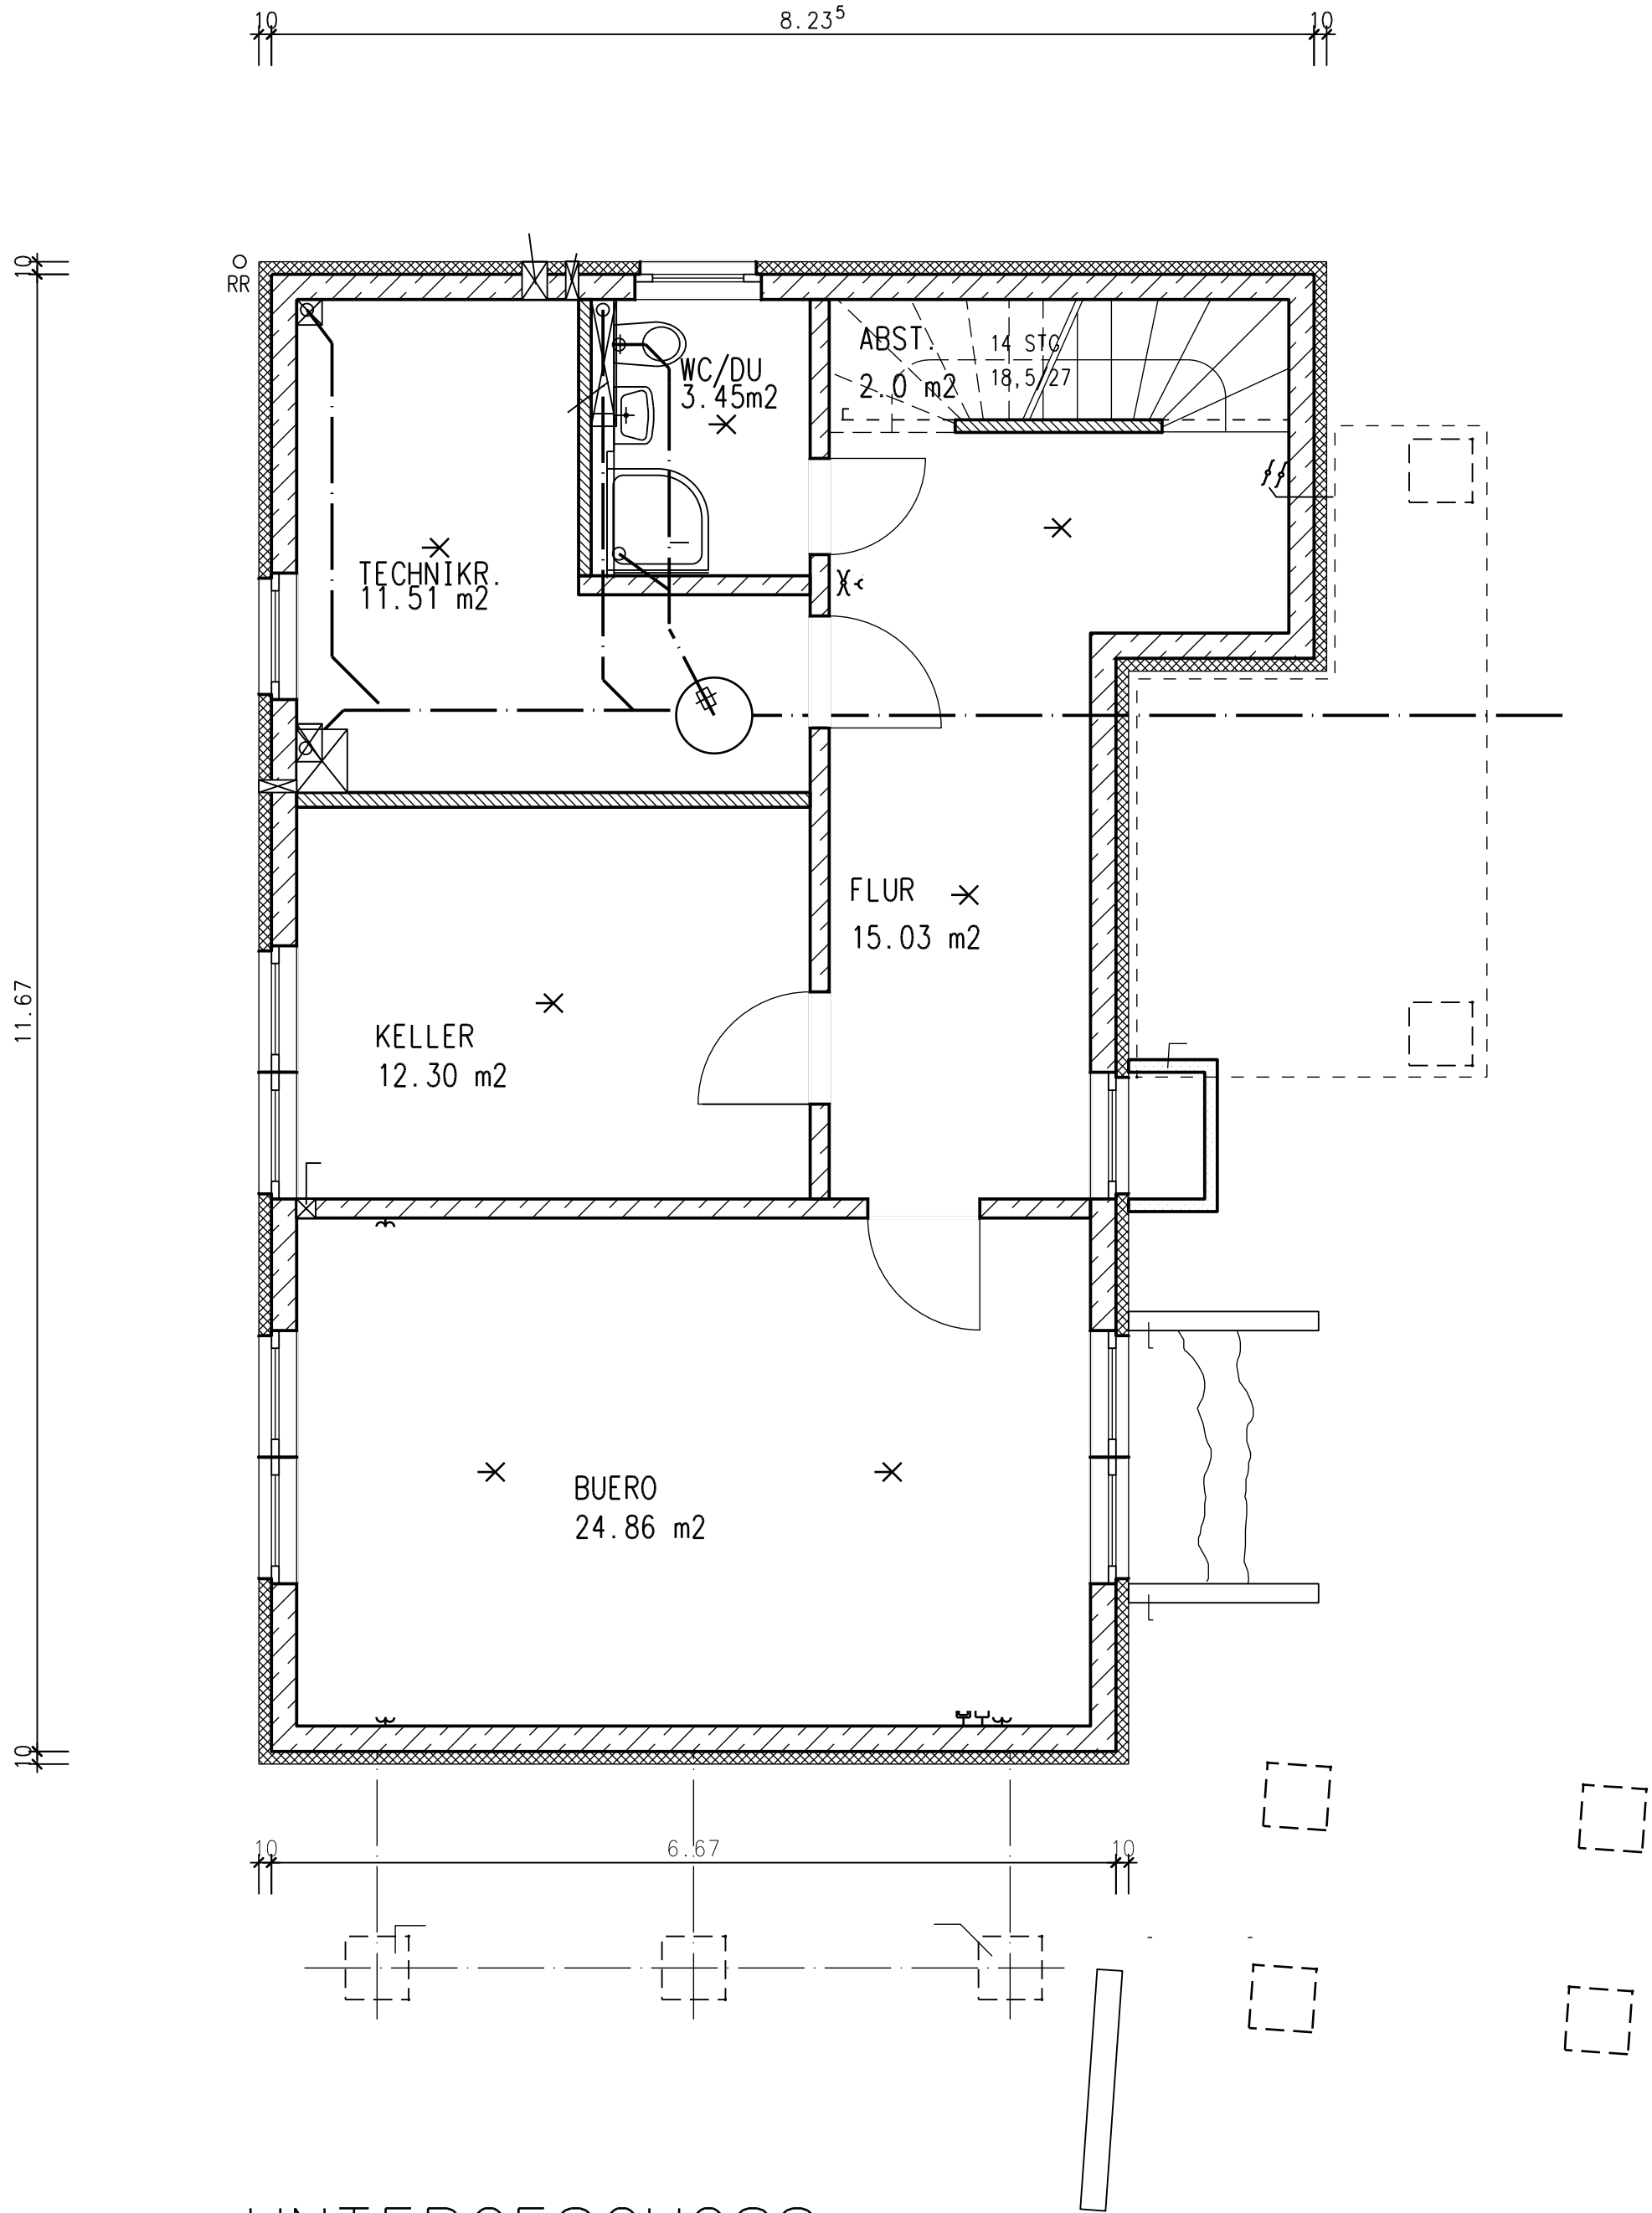 10 8.23⁵ 10
10
RR
ABST.
2.0 m2
14 STG
18,5/27
WC/DU
3.45m2
TECHNIKR.
11.51 m2
FLUR
15.03 m2
11.67
KELLER
12.30 m2
BUERO
24.86 m2
10
10 6.67 10
UNTERGESCHOSS